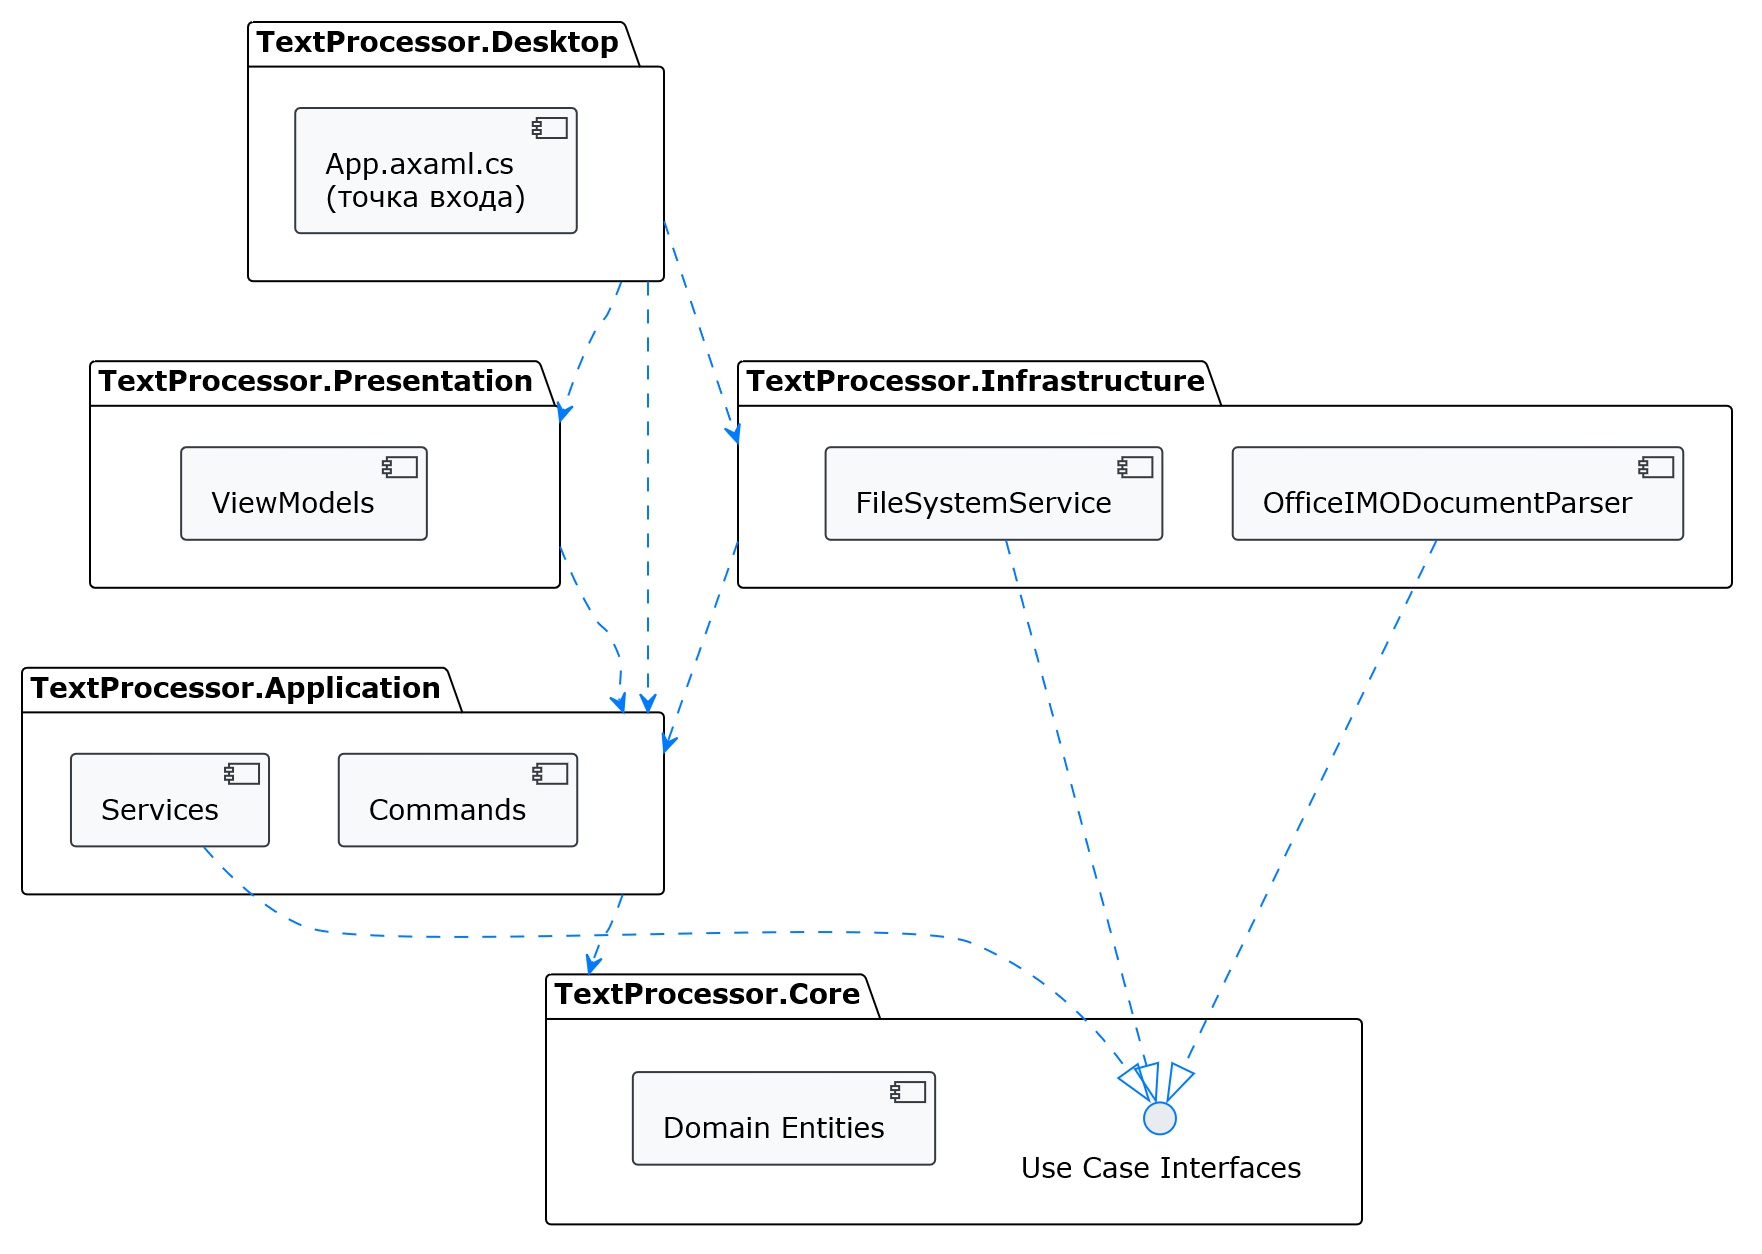 TextProcessor.Desktop
App.axaml.cs
(точка входа)
TextProcessor.Presentation
ViewModels
TextProcessor.Infrastructure
FileSystemService
OfficeIMODocumentParser
TextProcessor.Application
Services
Commands
TextProcessor.Core
Domain Entities
Use Case Interfaces